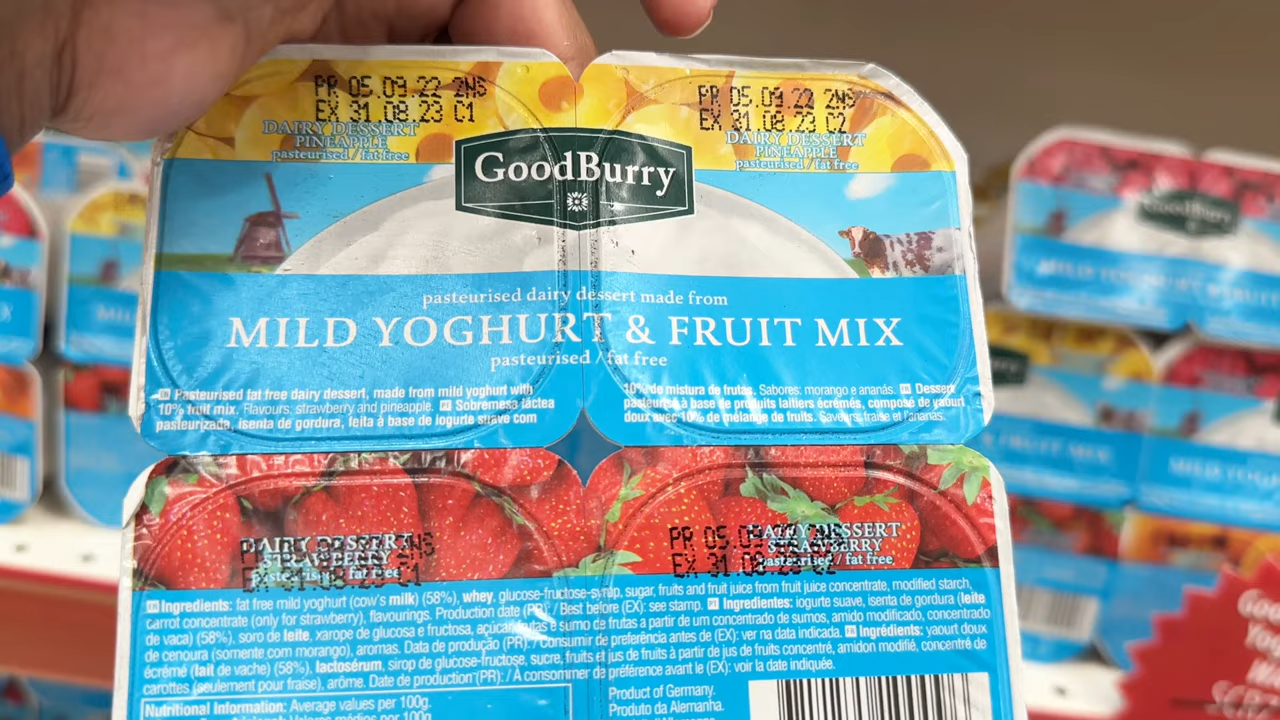 PR 05.09.22 2NS
EX 31.08.23 C1
DAIRY DESSERT
PINEAPPLE
pasteurised / fat free
PR 05.09.22 2NS
EX 31.08.23 C2
DAIRY DESSERT
PINEAPPLE
pasteurised / fat free
GoodBurry
pasteurised dairy dessert made from
MILD YOGHURT & FRUIT MIX
pasteurised / fat free
EN Pasteurised fat free dairy dessert, made from mild yoghurt with
10% fruit mix. Flavours: strawberry and pineapple. PT Sobremesa láctea
pasteurizada, isenta de gordura, feita à base de iogurte suave com
10% de mistura de frutas. Sabores: morango e ananás. FR Dessert
pasteurisé à base de produits laitiers écrémés, composé de yaourt
doux avec 10% de mélange de fruits. Saveurs: fraise et l'ananas.
DAIRY DESSERT
STRAWBERRY
pasteurised / fat free
PR 05.09
EX 31.08
DAIRY DESSERT
STRAWBERRY
pasteurised / fat free
EN Ingredients: fat free mild yoghurt (cow's milk) (58%), whey, glucose-fructose-syrup, sugar, fruits and fruit juice from fruit juice concentrate, modified starch,
carrot concentrate (only for strawberry), flavourings. Production date (PR): / Best before (EX): see stamp. PT Ingredientes: iogurte suave, isenta de gordura (leite
de vaca) (58%), soro de leite, xarope de glucosa e fructosa, açúcar, frutas e sumo de frutas a partir de um concentrado de sumos, amido modificado, concentrado
de cenoura (somente com morango), aromas. Data de produção (PR): / Consumir de preferência antes de (EX): ver na data indicada. FR Ingrédients: yaourt doux
écrémé (lait de vache) (58%), lactosérum, sirop de glucose-fructose, sucre, fruits et jus de fruits à partir de jus de fruits concentré, amidon modifié, concentré de
carottes (seulement pour fraise), arôme. Date de production (PR): / A consommer de préférence avant le (EX): voir la date indiquée.
Nutritional Information: Average values per 100g.
Valores médios por 100g
Product of Germany.
Produto da Alemanha.